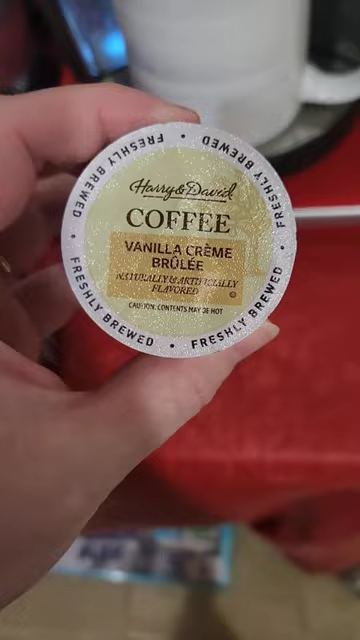 FRESHLY BREWED • FRESHLY BREWED • FRESHLY BREWED • FRESHLY BREWED •
Harry & David
COFFEE
VANILLA CRÈME
BRÛLÉE
NATURALLY & ARTIFICIALLY
FLAVORED
CAUTION: CONTENTS MAY BE HOT